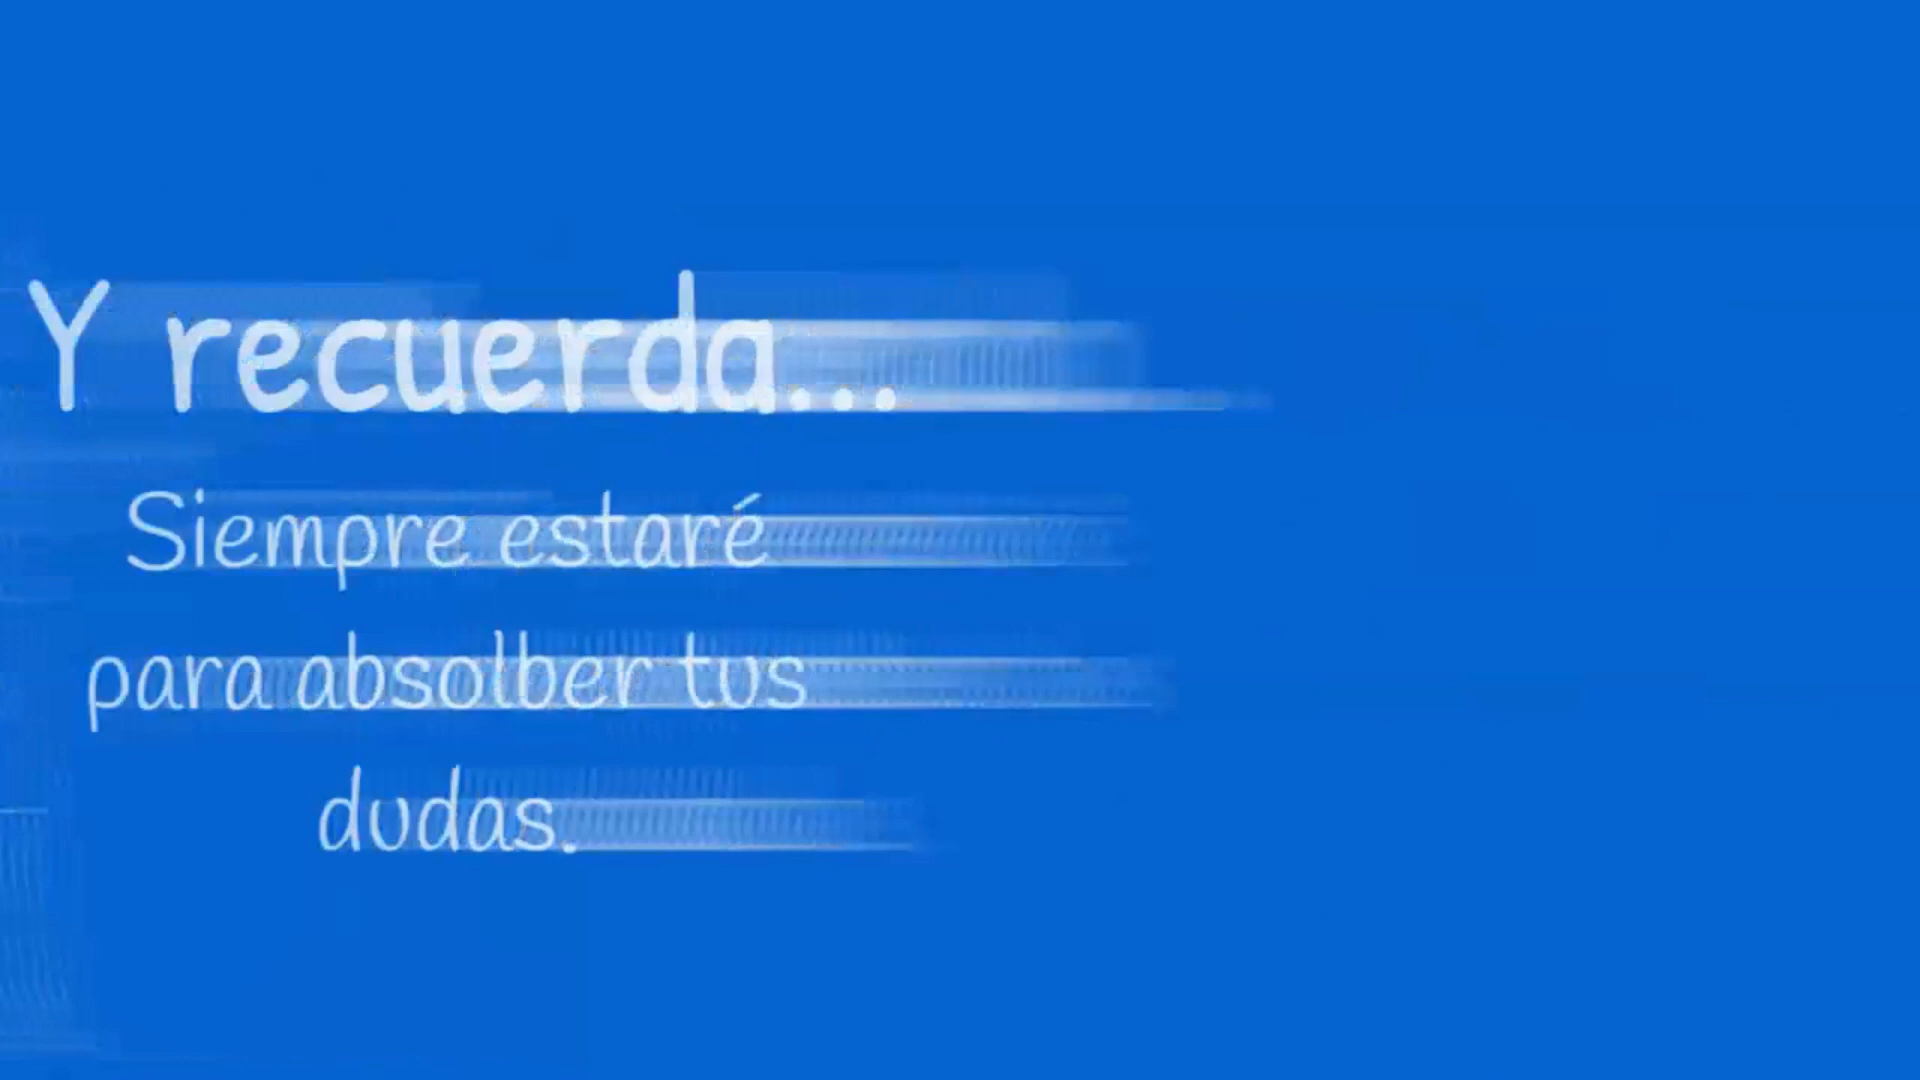 Y recuerda...
Siempre estaré
para absolber tus
dudas.